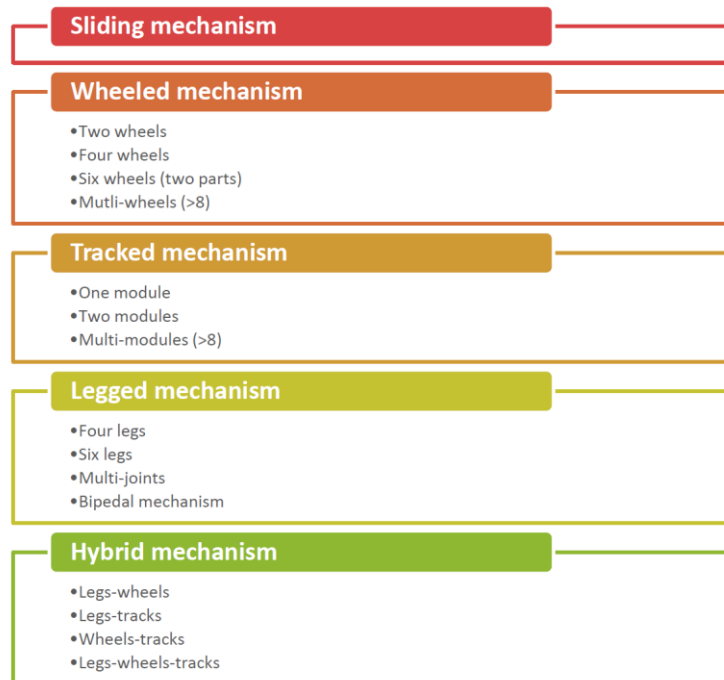 Sliding mechanism
Wheeled mechanism
•Two wheels
•Four wheels
•Six wheels (two parts)
•Mutli-wheels (>8)
Tracked mechanism
•One module
•Two modules
•Multi-modules (>8)
Legged mechanism
•Four legs
•Six legs
•Multi-joints
•Bipedal mechanism
Hybrid mechanism
•Legs-wheels
•Legs-tracks
•Wheels-tracks
•Legs-wheels-tracks